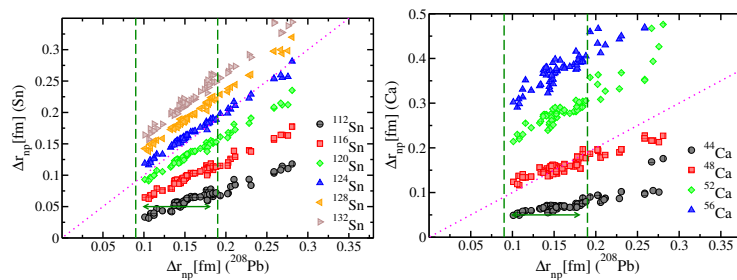 0.3
0.25
0.2
0.15
0.1
0.05
0
Δr_np[fm] (Sn)
0.05 0.1 0.15 0.2 0.25 0.3 0.35
Δr_np[fm] (²⁰⁸Pb)
¹¹²Sn
¹¹⁶Sn
¹²⁰Sn
¹²⁴Sn
¹²⁸Sn
¹³²Sn
0.5
0.4
0.3
0.2
0.1
0
Δr_np[fm] (Ca)
0.05 0.1 0.15 0.2 0.25 0.3 0.35
Δr_np[fm] (²⁰⁸Pb)
⁴⁴Ca
⁴⁸Ca
⁵²Ca
⁵⁶Ca